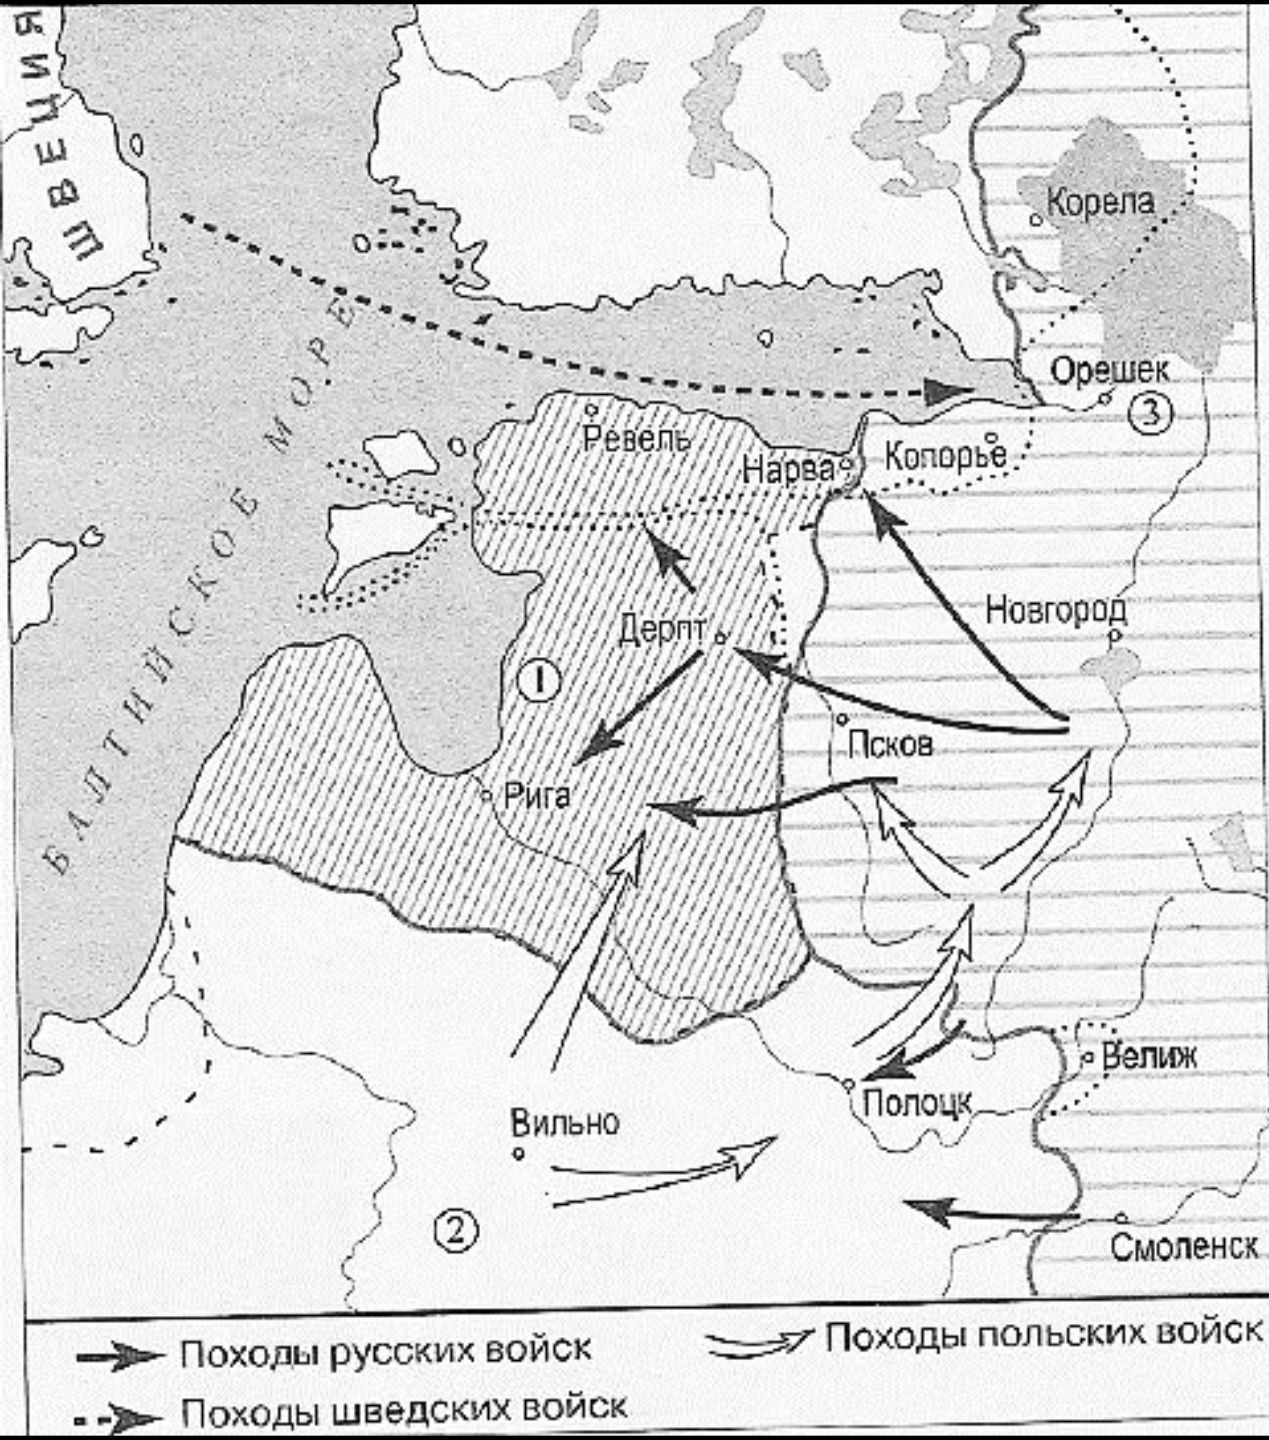 ШВЕЦИЯ
Корела
БАЛТИЙСКОЕ МОРЕ
Орешек
3
Ревель
Нарва
Копорье
Новгород
Дерпт
1
Псков
Рига
Велиж
Полоцк
Вильно
2
Смоленск
Походы русских войск
Походы польских войск
Походы шведских войск